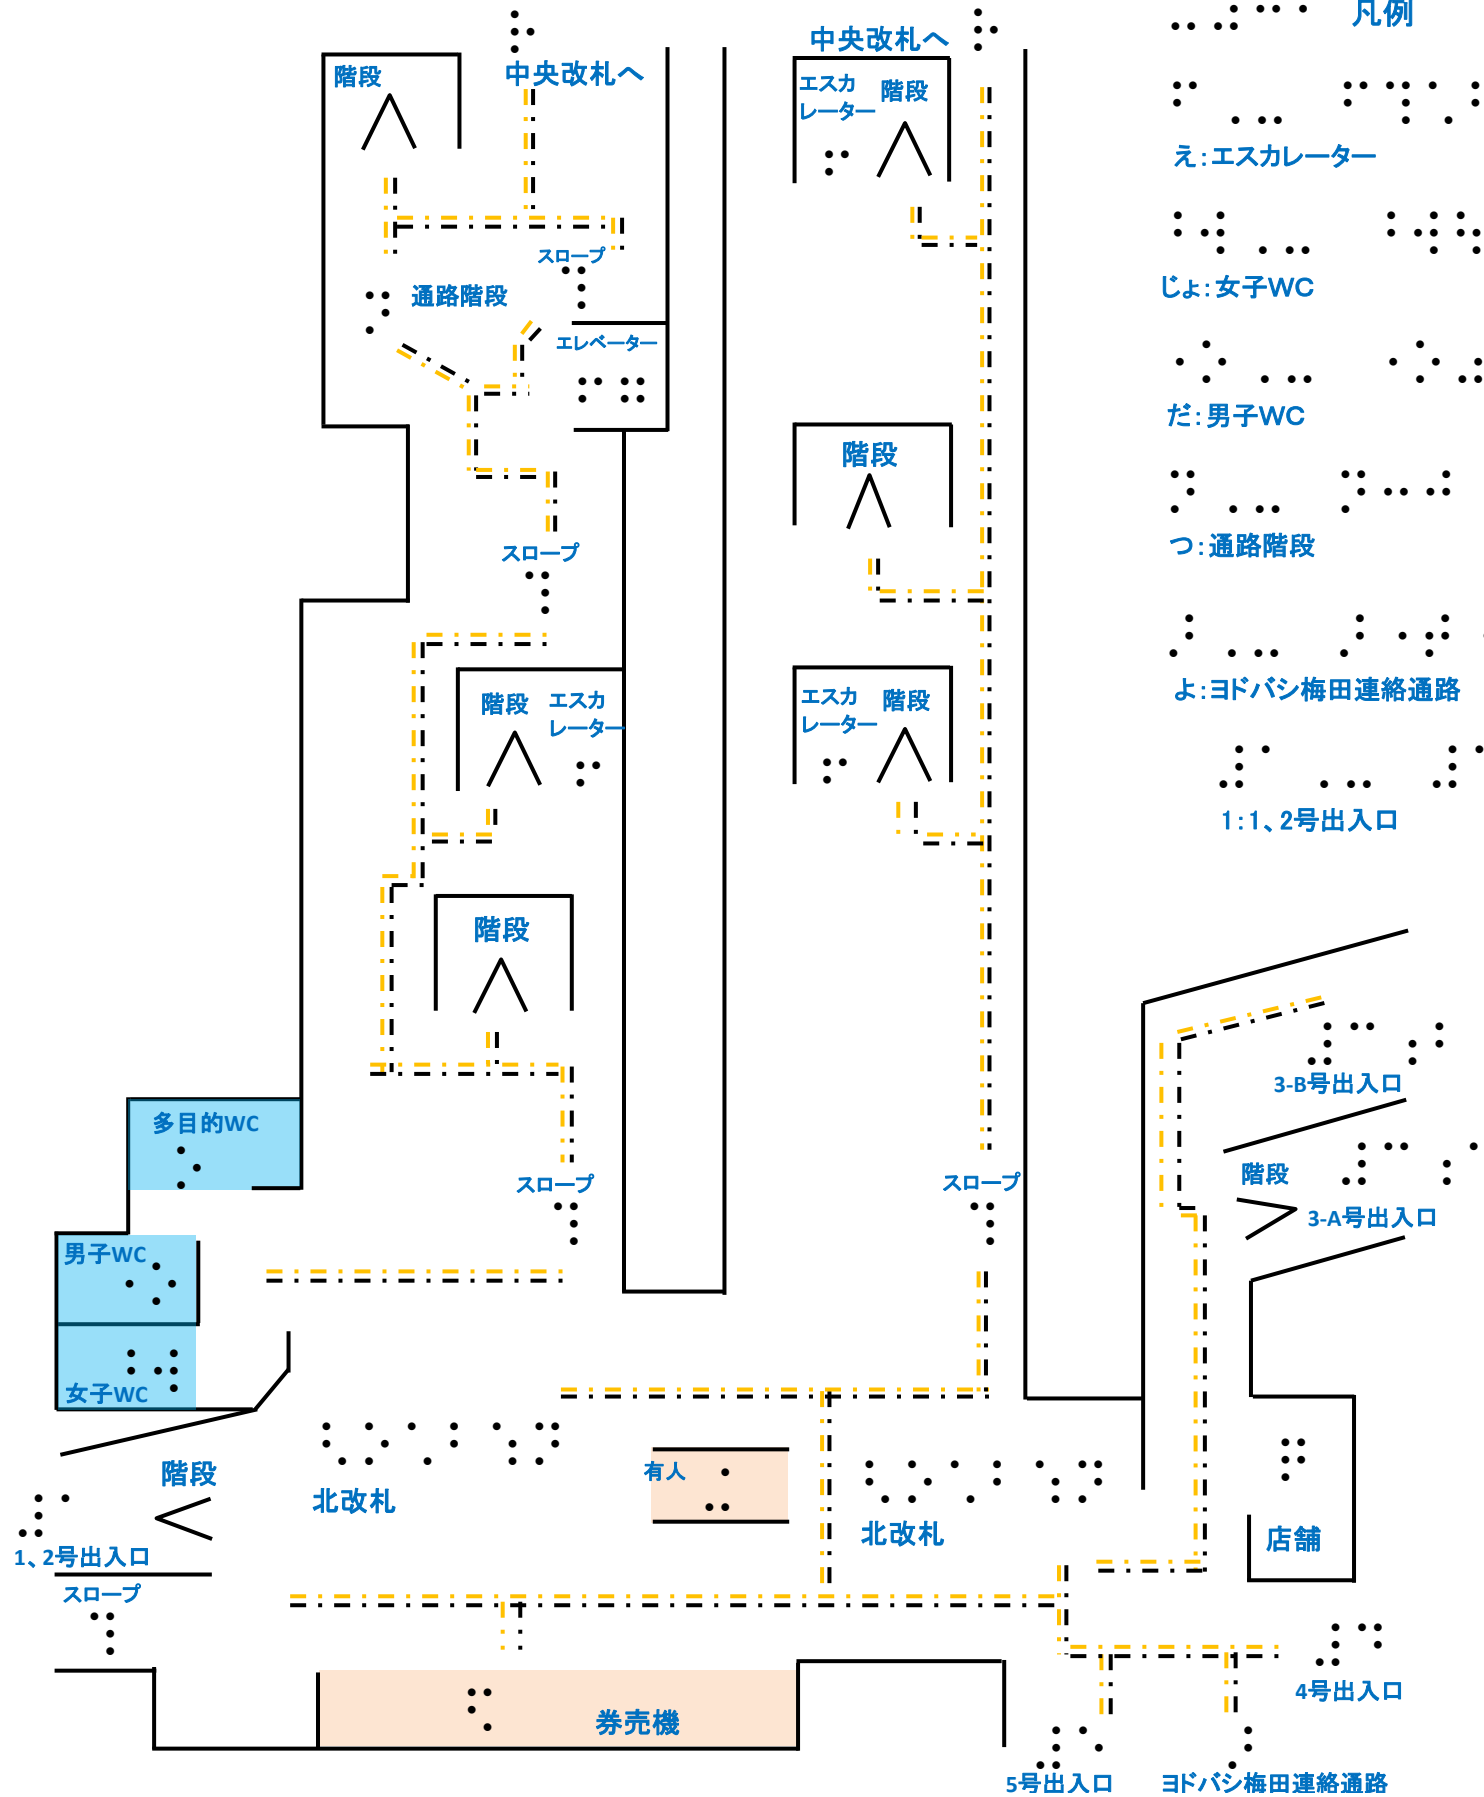 凡例
中央改札へ
中央改札へ
階段
エスカ
レーター
階段
え:エスカレーター
スロープ
通路階段
じょ:女子WC
エレベーター
だ:男子WC
階段
つ:通路階段
スロープ
よ:ヨドバシ梅田連絡通路
階段
エスカ
レーター
エスカ
レーター
階段
1:1、2号出入口
階段
3-B号出入口
多目的WC
階段
スロープ
スロープ
3-A号出入口
男子WC
女子WC
階段
有人
北改札
北改札
店舗
1、2号出入口
スロープ
4号出入口
券売機
5号出入口
ヨドバシ梅田連絡通路
⠤⠼⠉⠁
⠋ ⠠⠤ ⠋⠹⠑⠡
⠇⠺ ⠠⠤
⠐⠕ ⠠⠤
⠝ ⠠⠤ ⠝⠒⠚
⠜ ⠠⠤
⠼⠁ ⠠⠤